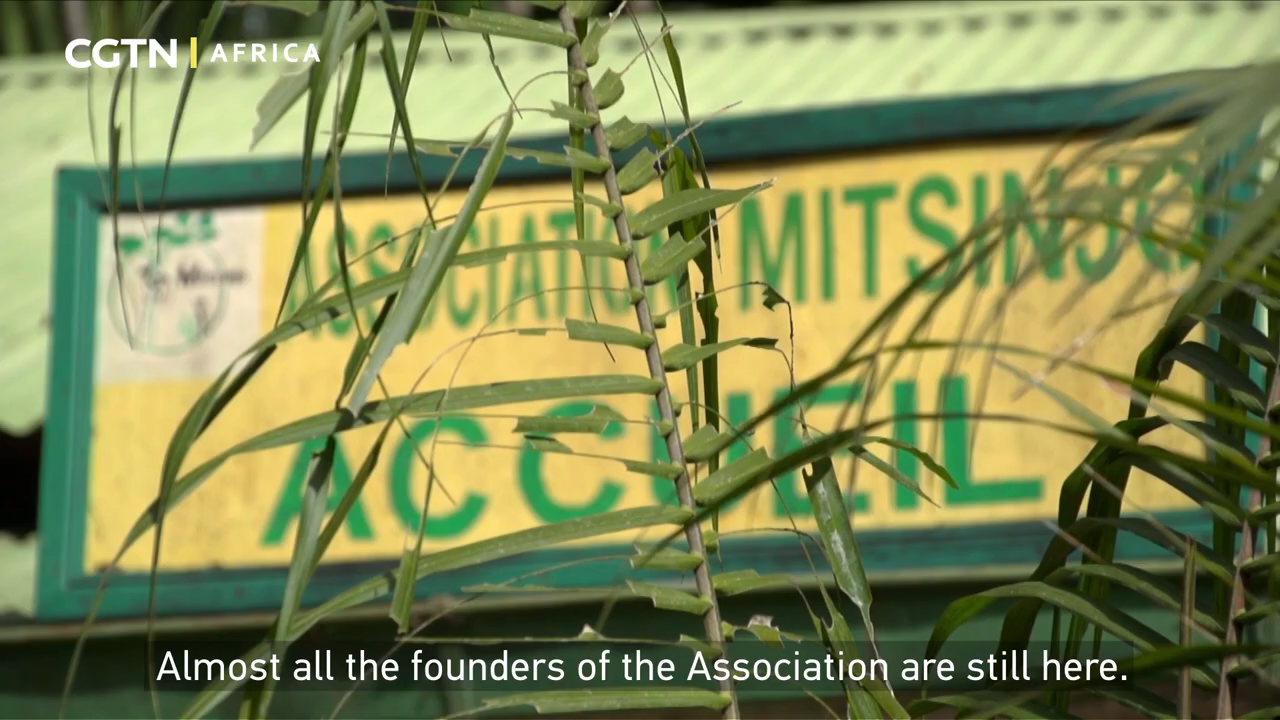 CGTN AFRICA
ASSOCIATION MITSINJO
ACCUEIL
Almost all the founders of the Association are still here.